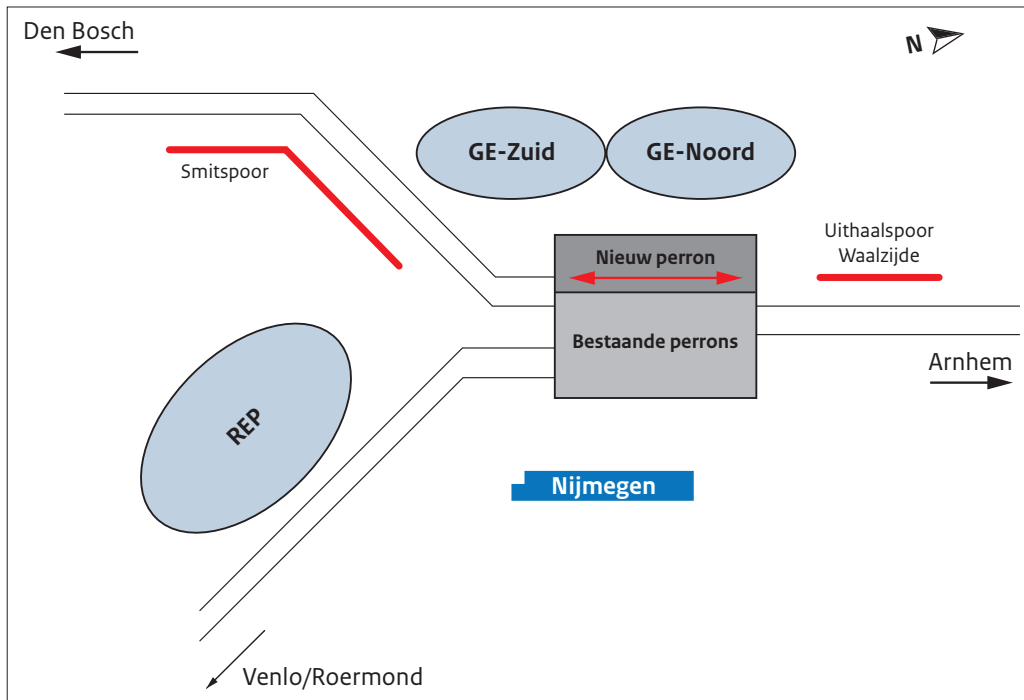 Den Bosch
N
GE-Zuid
GE-Noord
Smitspoor
Uithaalspoor
Waalzijde
Nieuw perron
Bestaande perrons
Arnhem
REP
Nijmegen
Venlo/Roermond